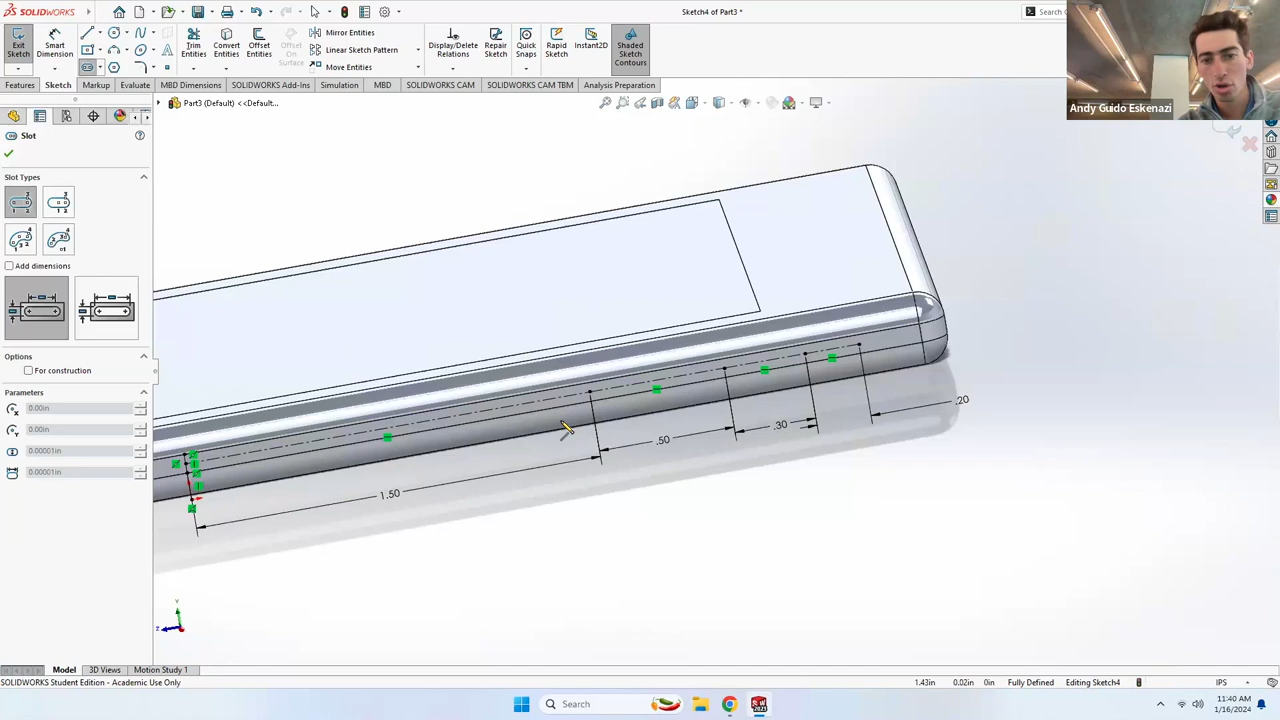 SOLIDWORKS
Sketch4 of Part3 *
Search Co
Exit Sketch
Smart Dimension
Trim Entities
Convert Entities
Offset Entities
Offset On Surface
Mirror Entities
Linear Sketch Pattern
Move Entities
Display/Delete Relations
Repair Sketch
Quick Snaps
Rapid Sketch
Instant2D
Shaded Sketch Contours
Andy Guido Eskenazi
Features
Sketch
Markup
Evaluate
MBD Dimensions
SOLIDWORKS Add-Ins
Simulation
MBD
SOLIDWORKS CAM
SOLIDWORKS CAM TBM
Analysis Preparation
Part3 (Default) <<Default...
Slot
Slot Types
Add dimensions
Options
For construction
Parameters
0.00in
0.00in
0.00001in
0.00001in
.20
.30
.50
1.50
Y
Z
Model
3D Views
Motion Study 1
SOLIDWORKS Student Edition - Academic Use Only
1.43in
0.02in
0in
Fully Defined
Editing Sketch4
IPS
Search
11:40 AM
1/16/2024